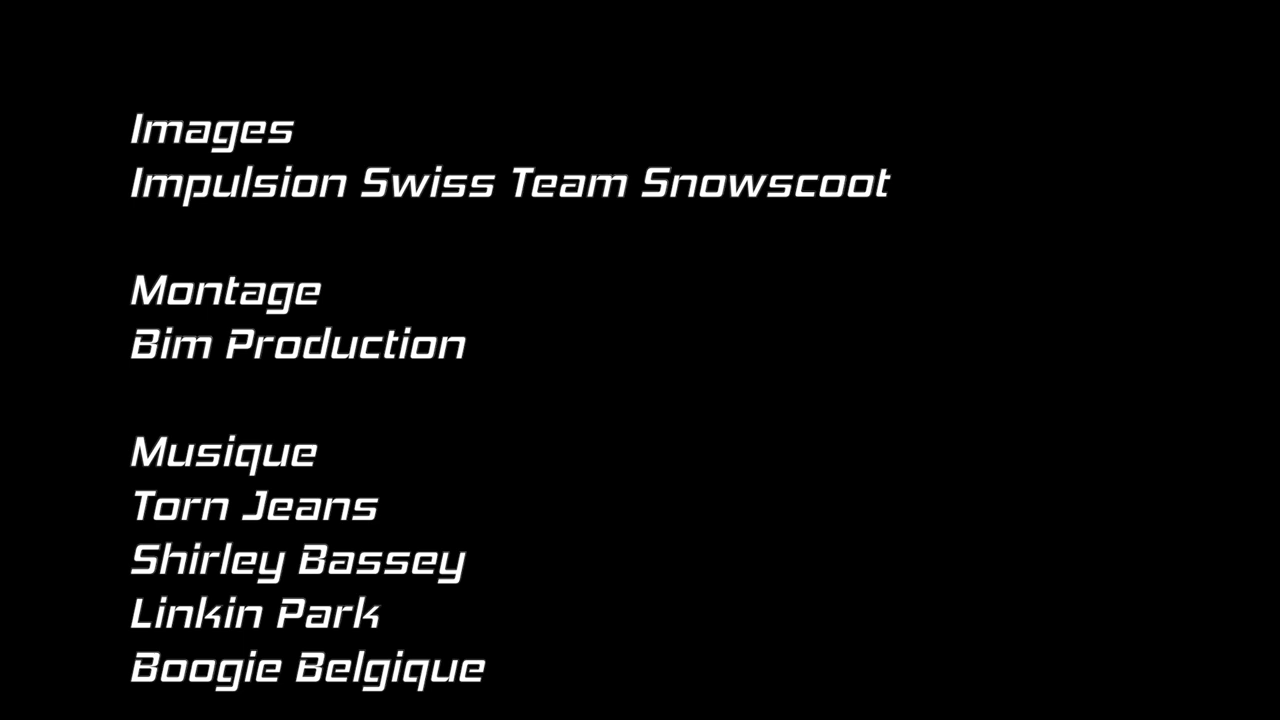 Images
Impulsion Swiss Team Snowscoot
Montage
Bim Production
Musique
Torn Jeans
Shirley Bassey
Linkin Park
Boogie Belgique